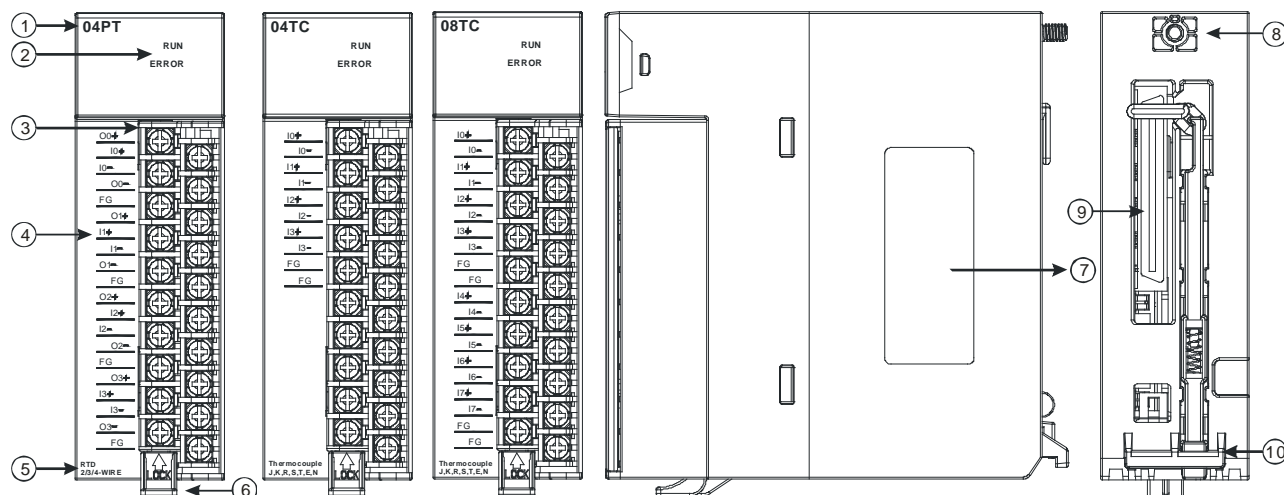 1
04PT
RUN
ERROR
2
3
O0+
I0+
I0-
O0-
FG
O1+
I1+
I1-
O1-
FG
O2+
I2+
I2-
O2-
FG
O3+
I3+
I3-
O3-
FG
4
5
RTD
2/3/4-WIRE
LOCK
6
04TC
RUN
ERROR
I0+
I0-
I1+
I1-
I2+
I2-
I3+
I3-
FG
FG
Thermocouple
J,K,R,S,T,E,N
LOCK
08TC
RUN
ERROR
I0+
I0-
I1+
I1-
I2+
I2-
I3+
I3-
FG
FG
I4+
I4-
I5+
I5-
I6+
I6-
I7+
I7-
FG
FG
Thermocouple
J,K,R,S,T,E,N
LOCK
7
8
9
10